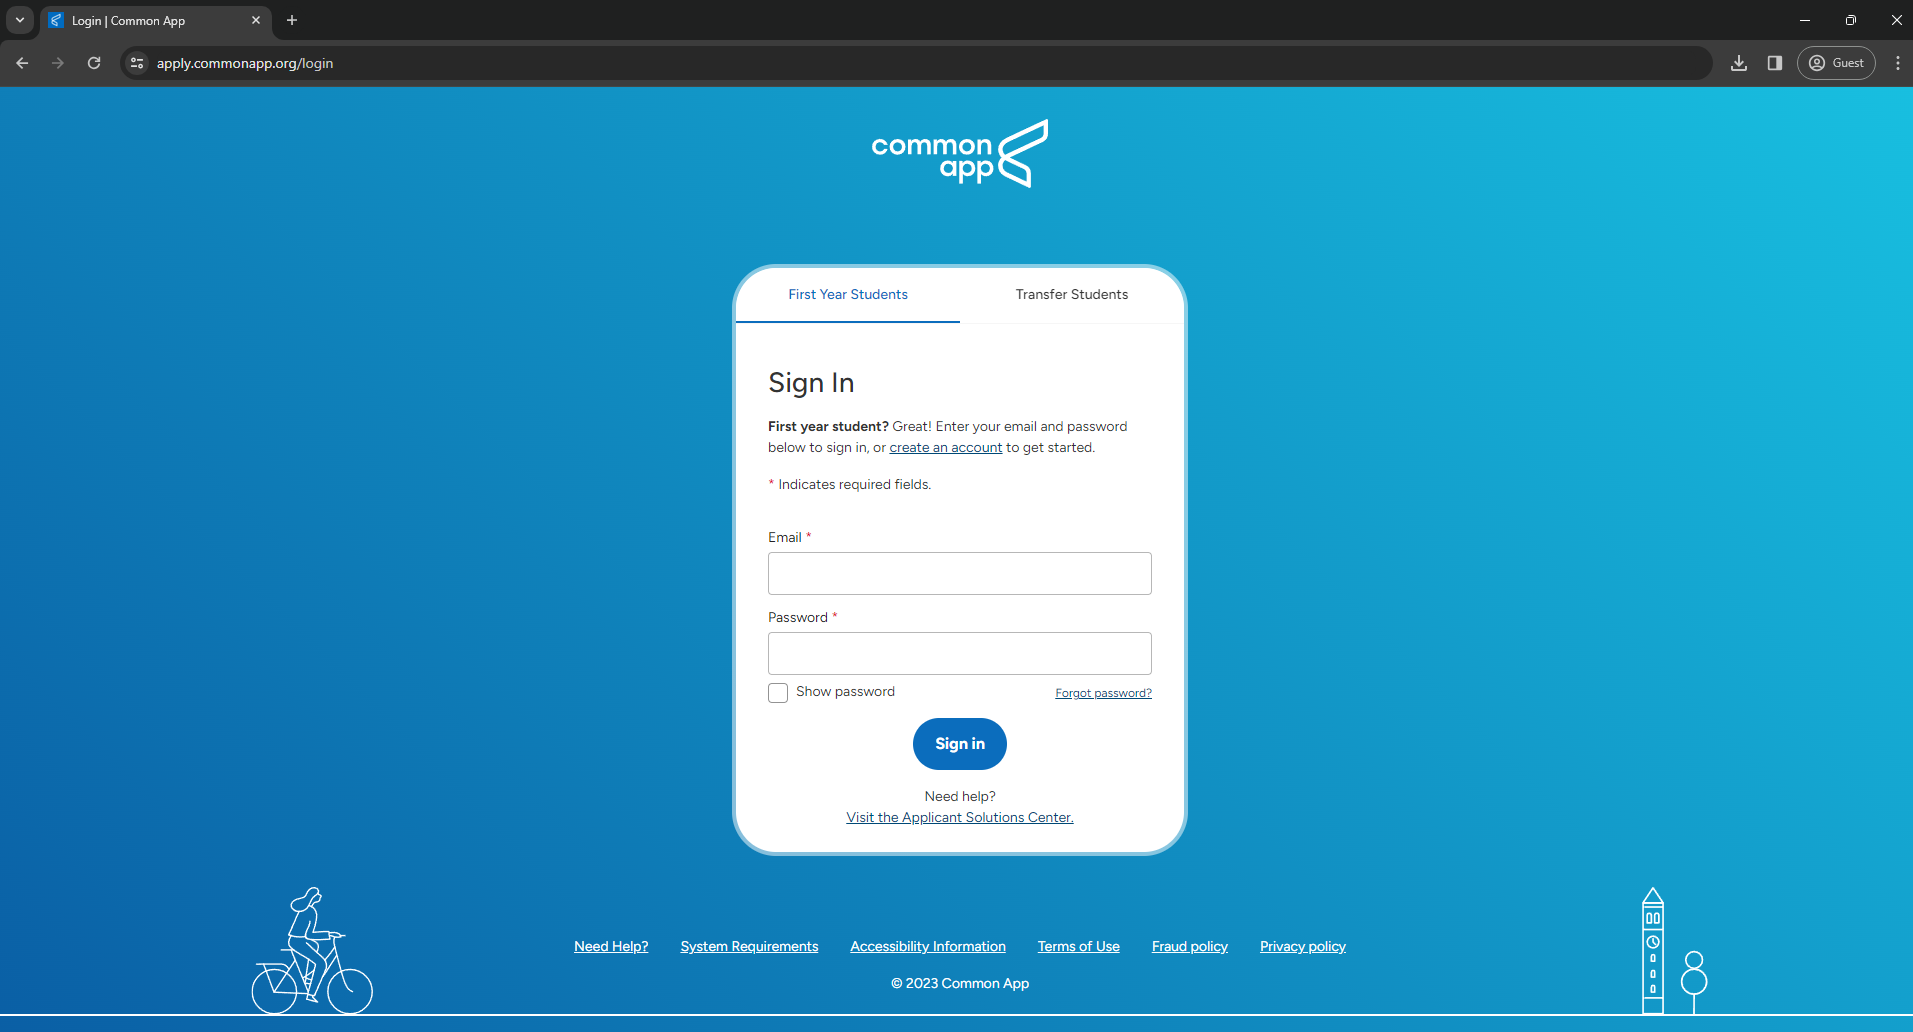 Login | Common App
apply.commonapp.org/login
Guest
common
app
First Year Students
Transfer Students
Sign In
First year student? Great! Enter your email and password
below to sign in, or create an account to get started.
* Indicates required fields.
Email *
Password *
Show password
Forgot password?
Sign in
Need help?
Visit the Applicant Solutions Center.
Need Help?
System Requirements
Accessibility Information
Terms of Use
Fraud policy
Privacy policy
© 2023 Common App